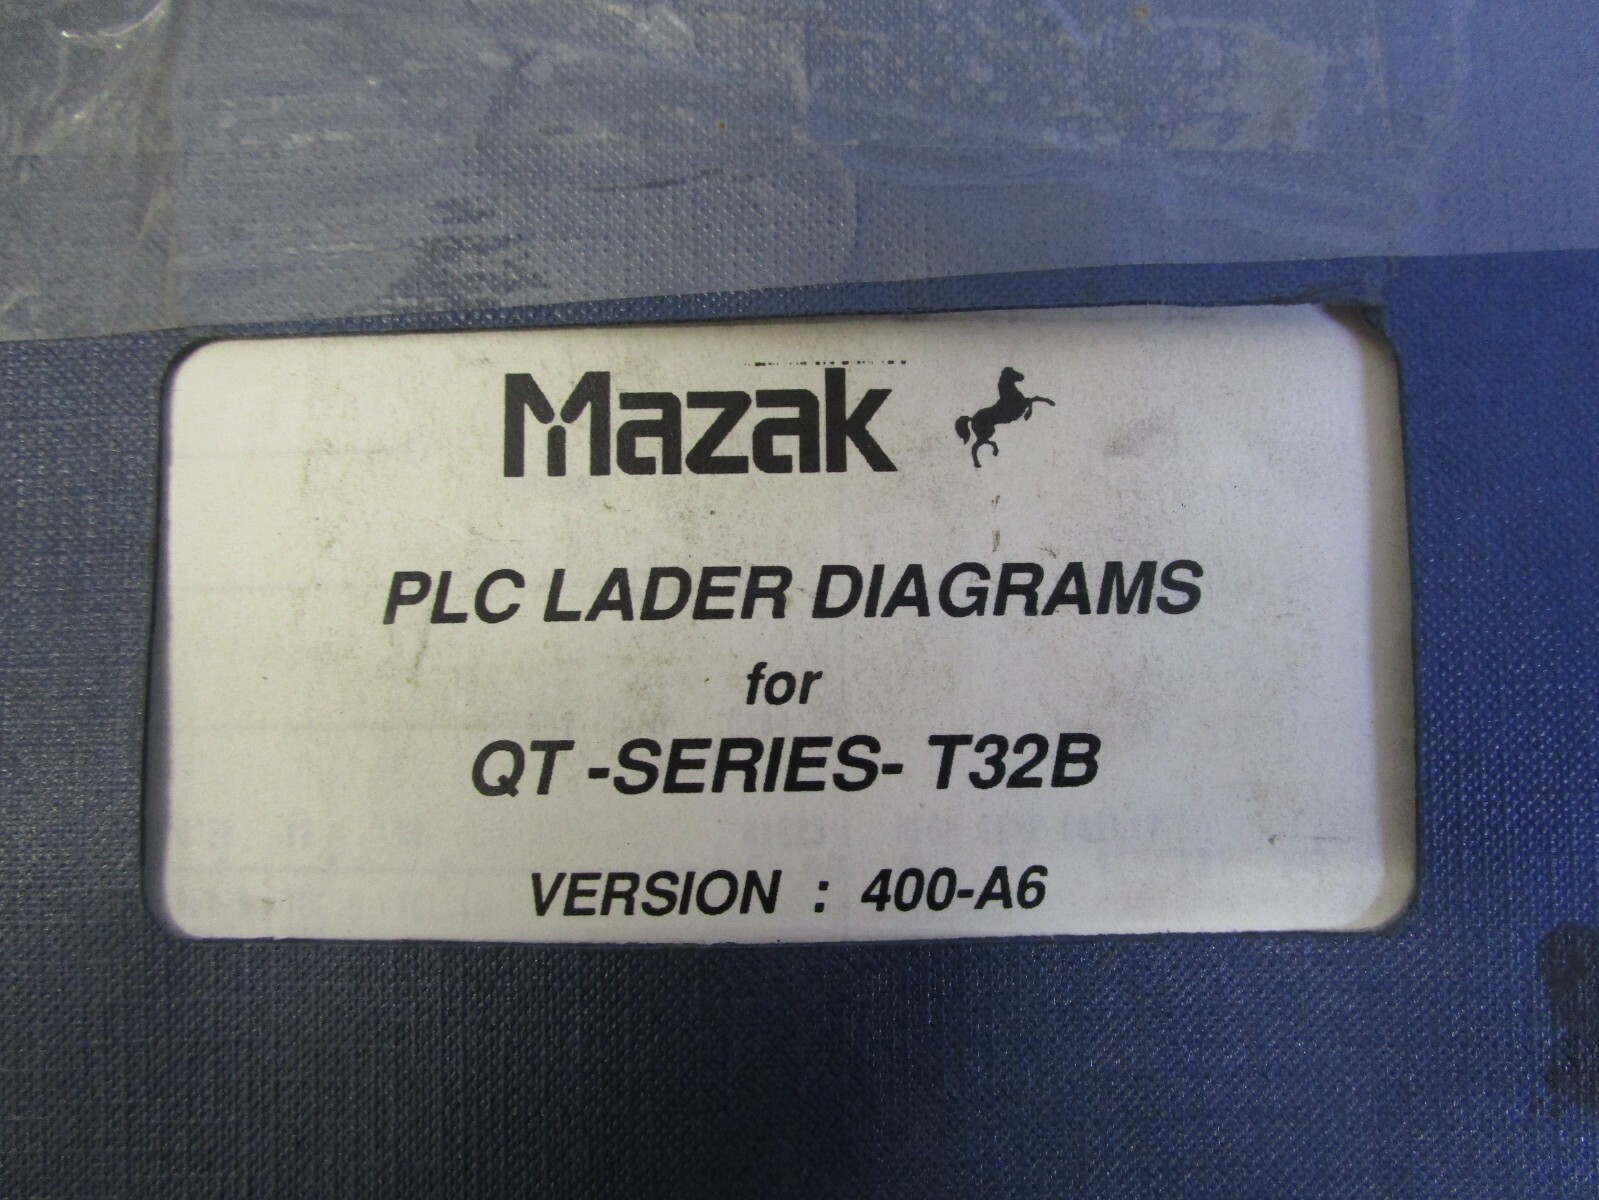 Mazak
PLC LADER DIAGRAMS
for
QT -SERIES- T32B
VERSION : 400-A6